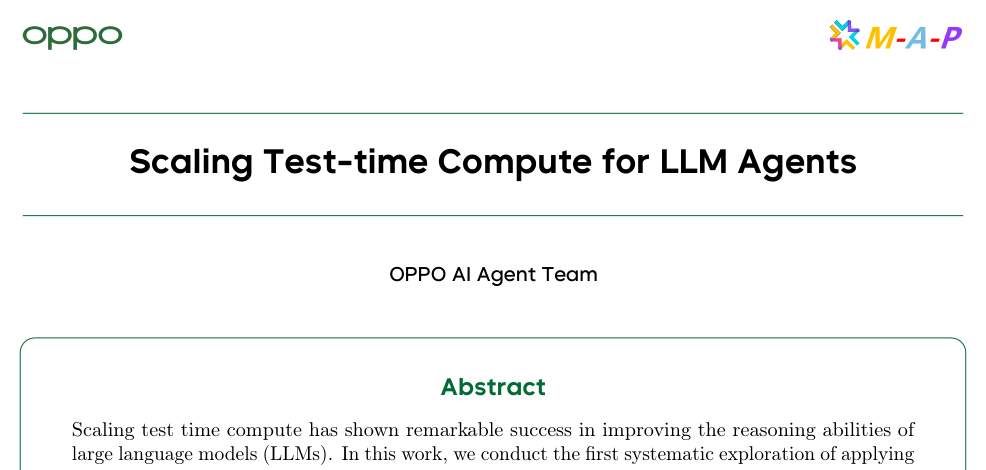 oppo
M-A-P
Scaling Test-time Compute for LLM Agents
OPPO AI Agent Team
Abstract
Scaling test time compute has shown remarkable success in improving the reasoning abilities of
large language models (LLMs). In this work, we conduct the first systematic exploration of applying